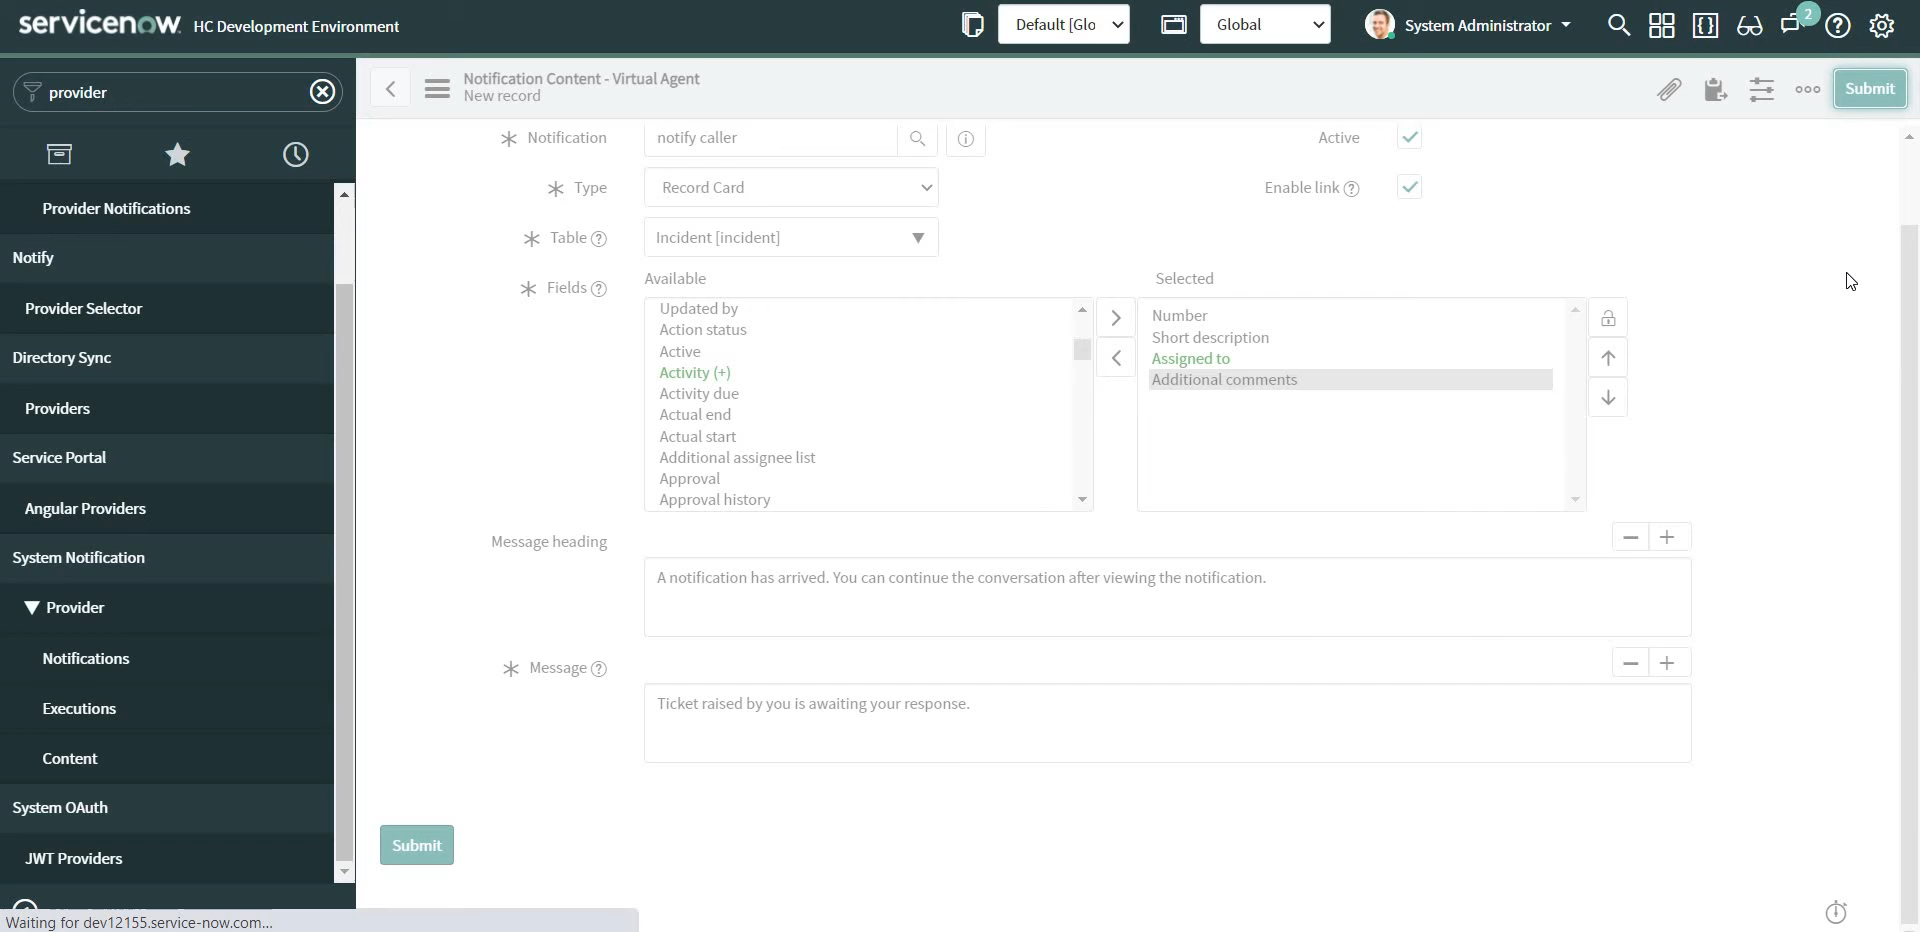 servicenow. HC Development Environment
Default [Glo
Global
System Administrator
2
provider
Notification Content - Virtual Agent
New record
Submit
Provider Notifications
Notify
Provider Selector
Directory Sync
Providers
Service Portal
Angular Providers
System Notification
Provider
Notifications
Executions
Content
System OAuth
JWT Providers
Notification
notify caller
Active
Type
Record Card
Enable link
Table
Incident [incident]
Fields
Available
Selected
Updated by
Action status
Active
Activity (+)
Activity due
Actual end
Actual start
Additional assignee list
Approval
Approval history
Number
Short description
Assigned to
Additional comments
Message heading
A notification has arrived. You can continue the conversation after viewing the notification.
Message
Ticket raised by you is awaiting your response.
Submit
Waiting for dev12155.service-now.com...